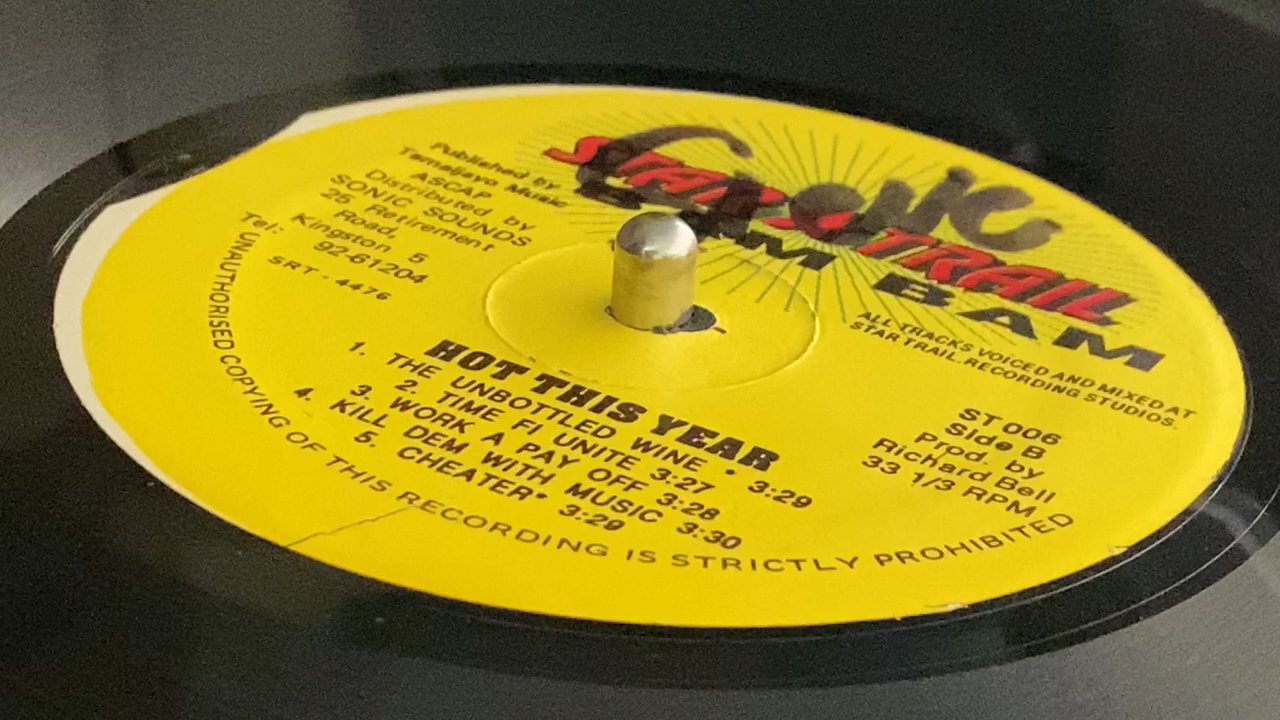 STAR TRAIL
BAM BAM
ALL TRACKS VOICED AND MIXED AT
STAR TRAIL. RECORDING STUDIOS.
Published by
Tamaijayo Music
ASCAP
Distributed by
SONIC SOUNDS
25 Retirement
Road,
Kingston 5
Tel: 92-61204
SRT - 4476
ST 006
Side B
Prod. by
Richard Bell
33 1/3 RPM
HOT THIS YEAR
1. THE UNBOTTLED WINE * 3:29
2. TIME FI UNITE 3:27
3. WORK A PAY OFF 3:28
4. KILL DEM WITH MUSIC 3:30
5. CHEATER* 3:29
UNAUTHORISED COPYING OF THIS RECORDING IS STRICTLY PROHIBITED